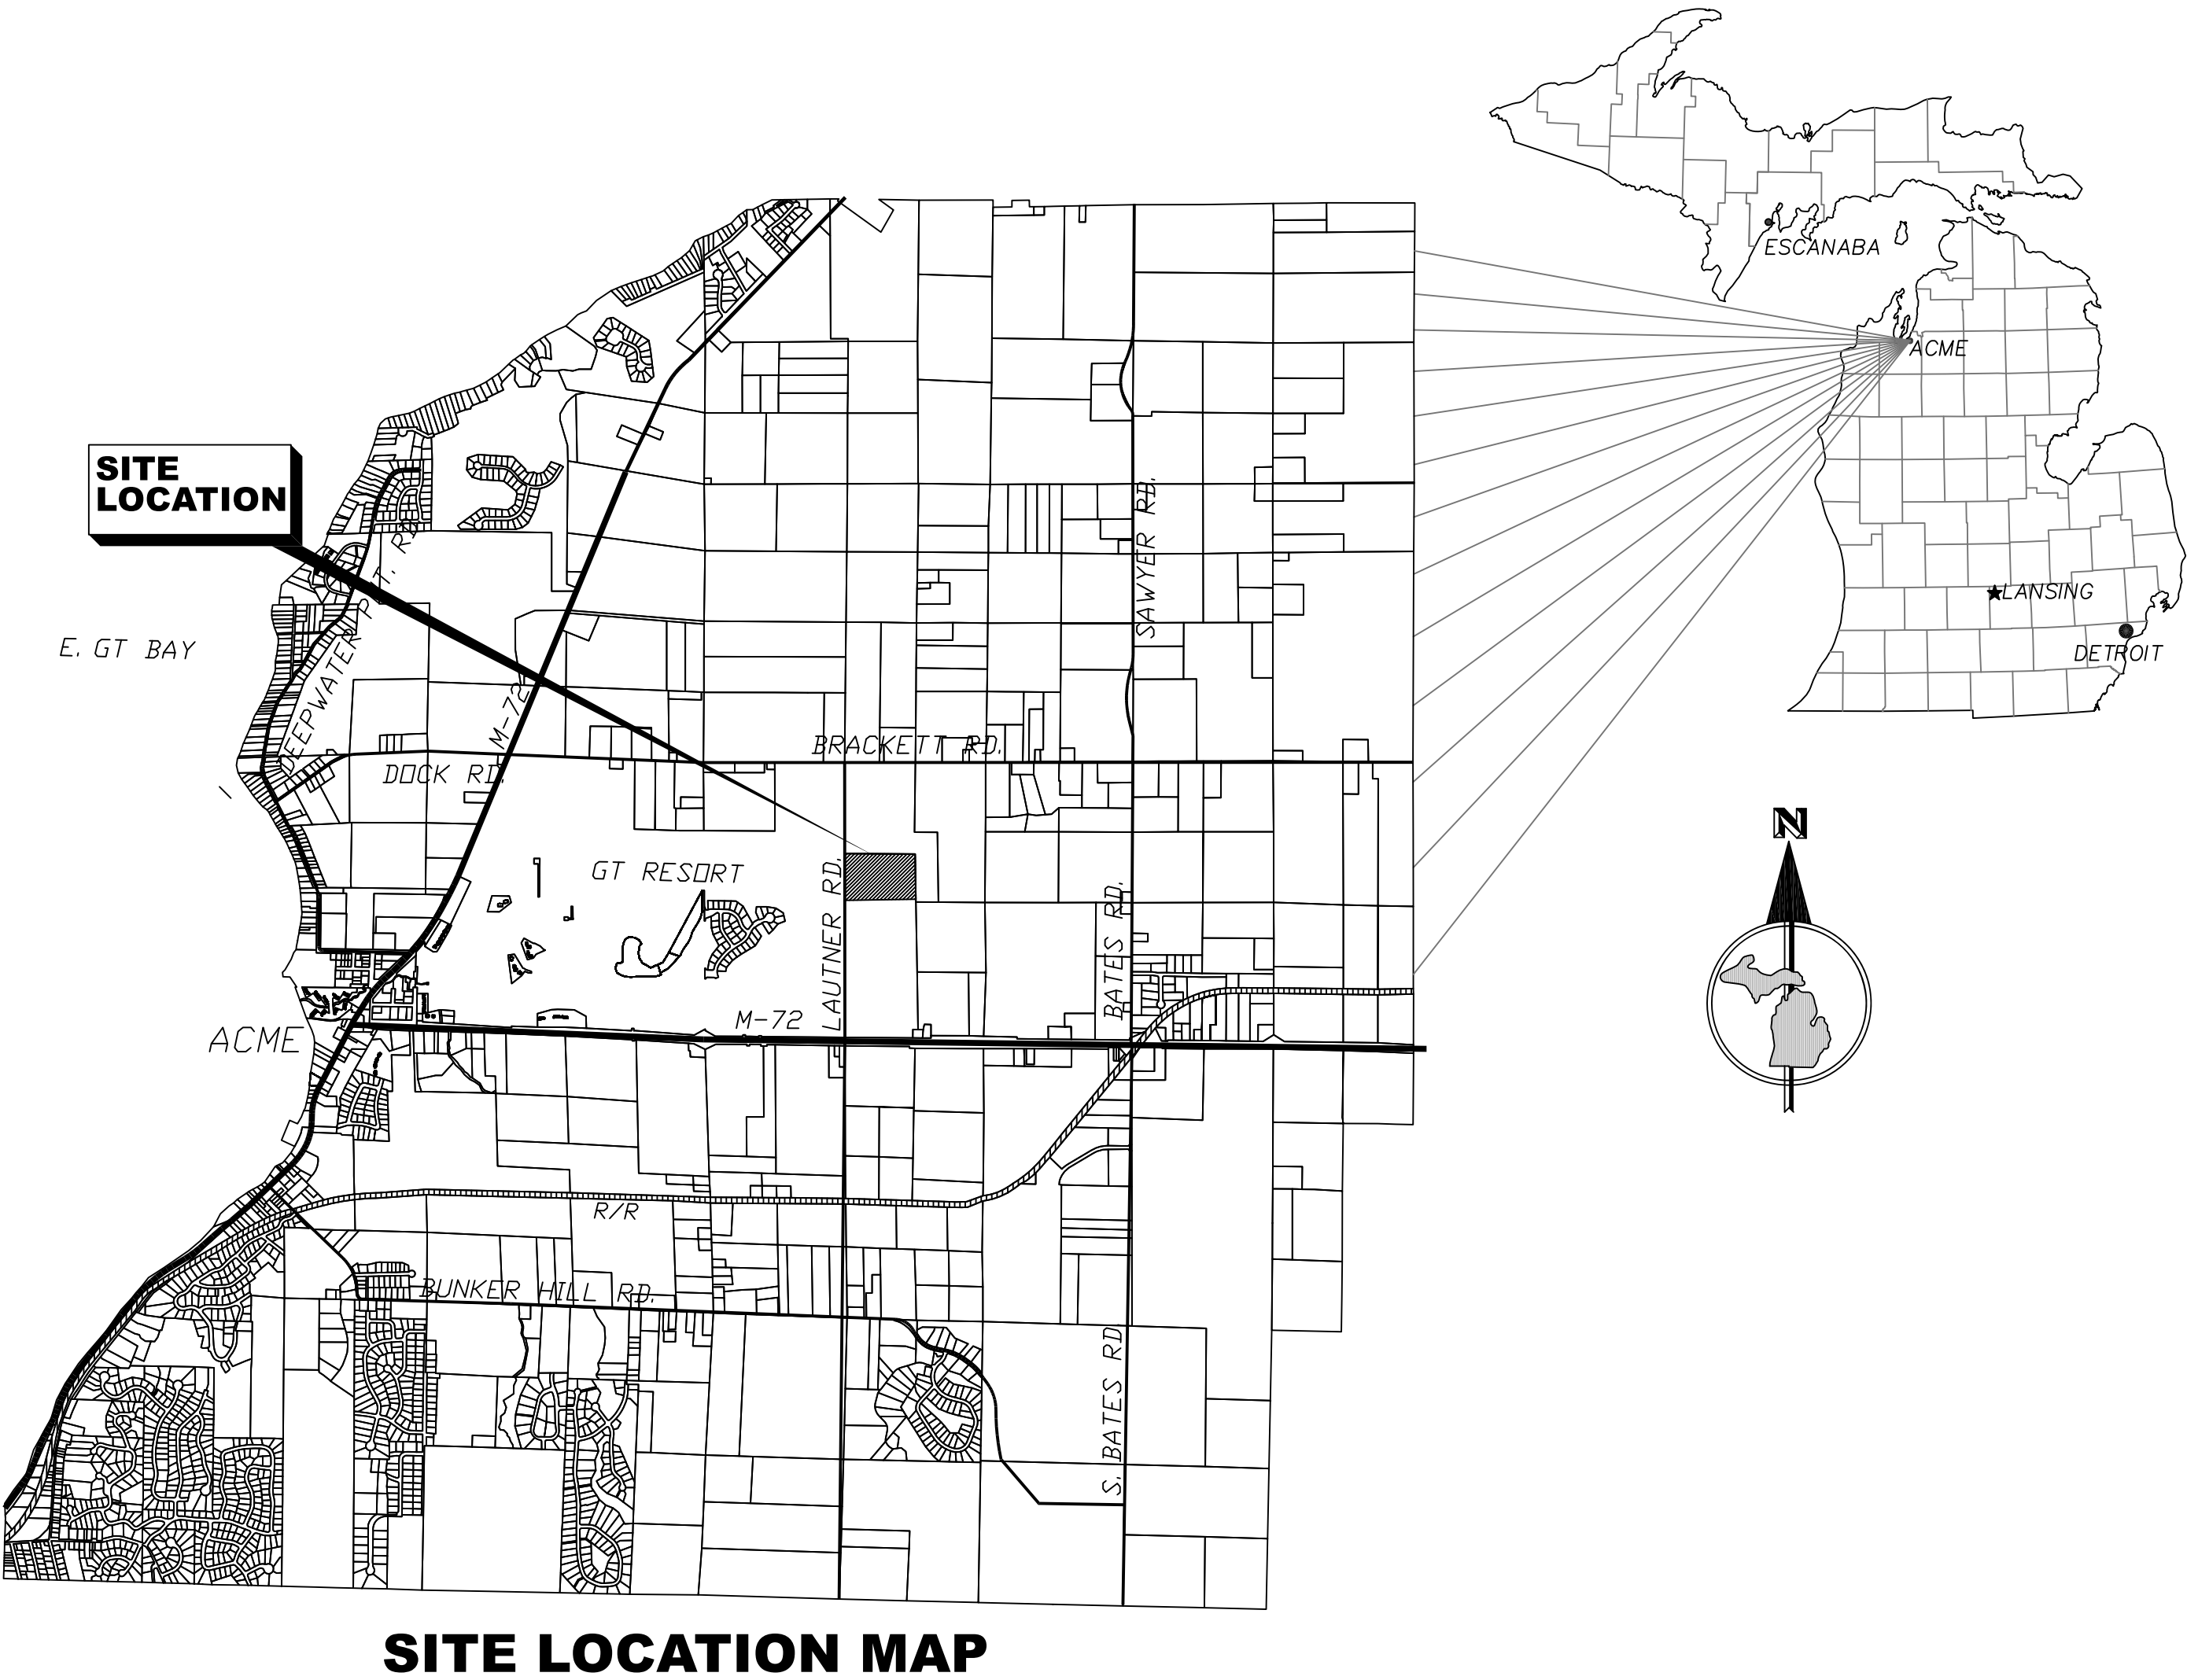 ESCANABA
ACME
LANSING
DETROIT
SITE
LOCATION
E. GT BAY
DEEPWATER PT. RD.
SAWYER RD.
M-72
BRACKETT RD.
DOCK RD.
GT RESORT
LAUTNER RD.
BATES RD.
N
M-72
ACME
R/R
BUNKER HILL RD.
S. BATES RD.
SITE LOCATION MAP